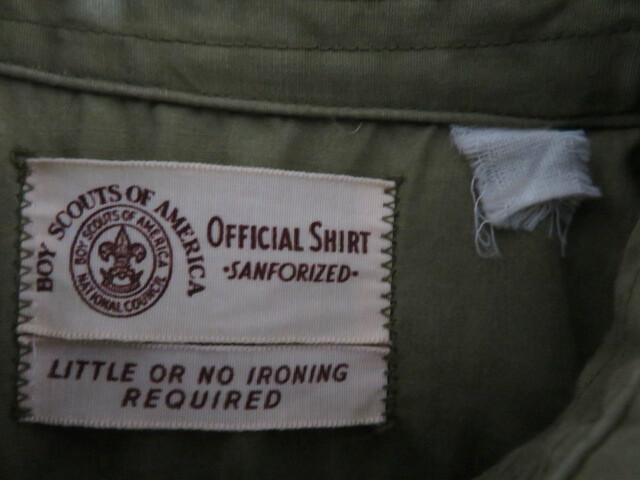 BOY SCOUTS OF AMERICA
BOY SCOUTS OF AMERICA
NATIONAL COUNCIL
OFFICIAL SHIRT
·SANFORIZED·
LITTLE OR NO IRONING
REQUIRED